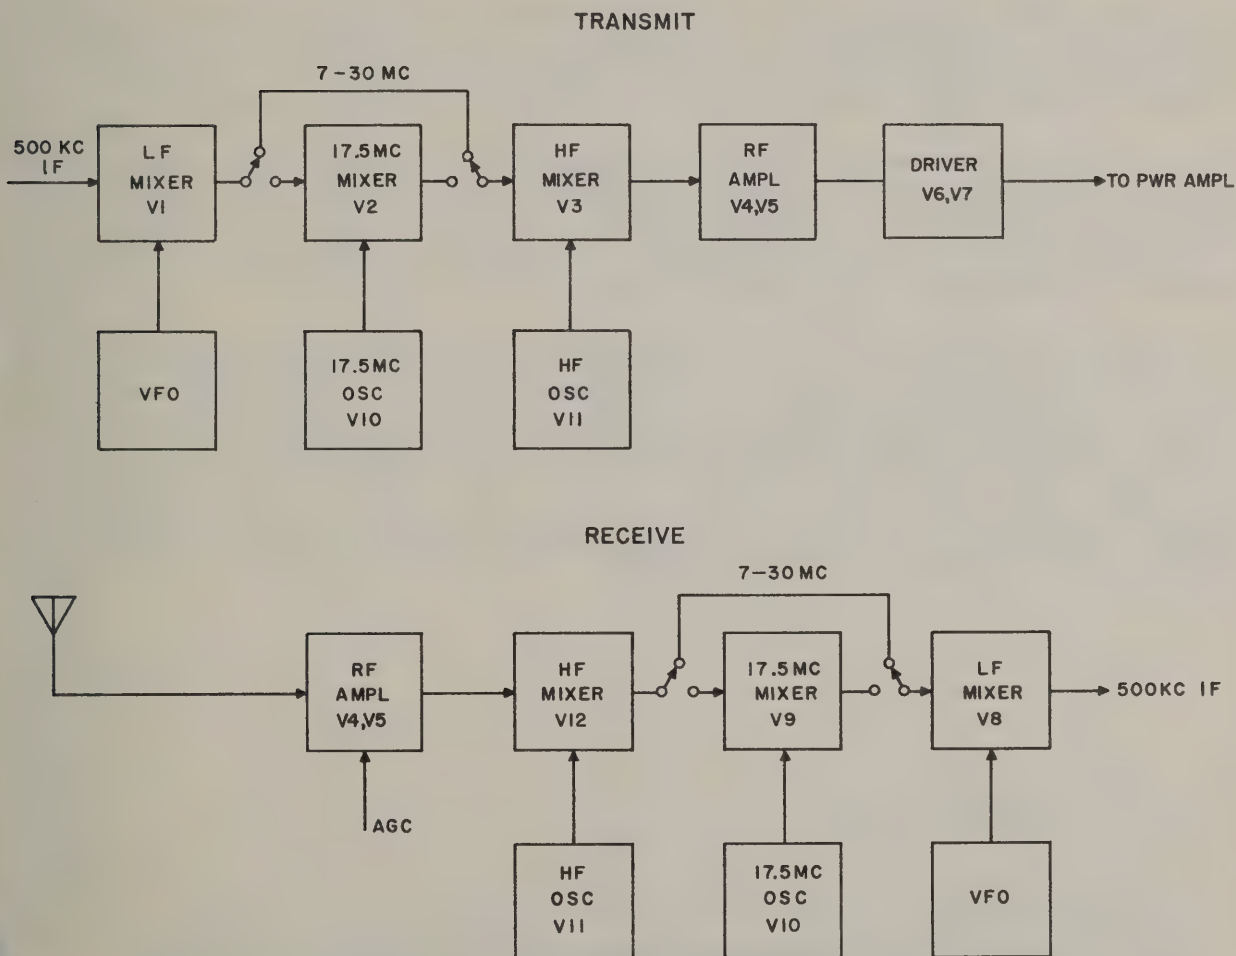 TRANSMIT
7-30 MC
500 KC
IF
LF
MIXER
V1
17.5MC
MIXER
V2
HF
MIXER
V3
RF
AMPL
V4,V5
DRIVER
V6,V7
TO PWR AMPL
VFO
17.5MC
OSC
V10
HF
OSC
V11
RECEIVE
7-30 MC
RF
AMPL
V4,V5
HF
MIXER
V12
17.5MC
MIXER
V9
LF
MIXER
V8
500KC IF
AGC
HF
OSC
V11
17.5MC
OSC
V10
VFO